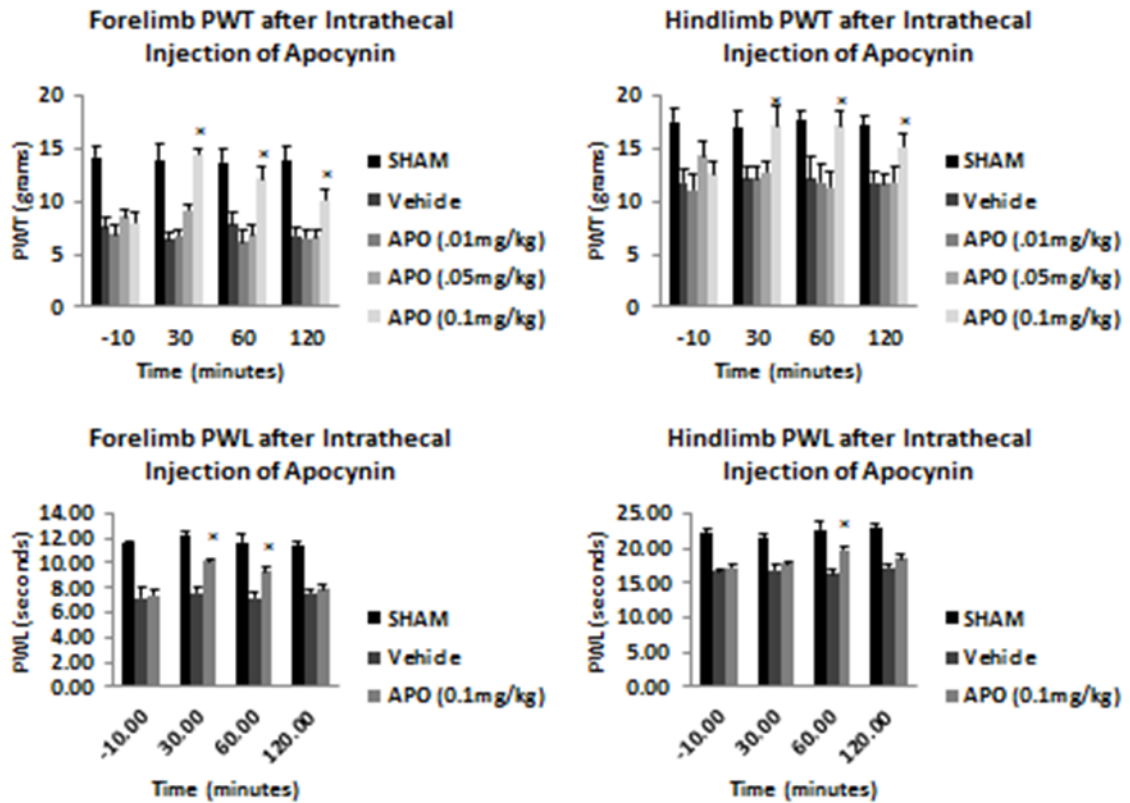 Forelimb PWT after Intrathecal
Injection of Apocynin
20
15
10
5
0
PWT (grams)
-10 30 60 120
Time (minutes)
SHAM
Vehide
APO (.01mg/kg)
APO (.05mg/kg)
APO (0.1mg/kg)
Hindlimb PWT after Intrathecal
Injection of Apocynin
20
15
10
5
0
PWT (grams)
-10 30 60 120
Time (minutes)
SHAM
Vehide
APO (.01mg/kg)
APO (.05mg/kg)
APO (0.1mg/kg)
Forelimb PWL after Intrathecal
Injection of Apocynin
14.00
12.00
10.00
8.00
6.00
4.00
2.00
0.00
PWL (seconds)
-10.00 30.00 60.00 120.00
Time (minutes)
SHAM
Vehide
APO (0.1mg/kg)
Hindlimb PWL after Intrathecal
Injection of Apocynin
25.00
20.00
15.00
10.00
5.00
0.00
PWL (seconds)
-10.00 30.00 60.00 120.00
Time (minutes)
SHAM
Vehide
APO (0.1mg/kg)